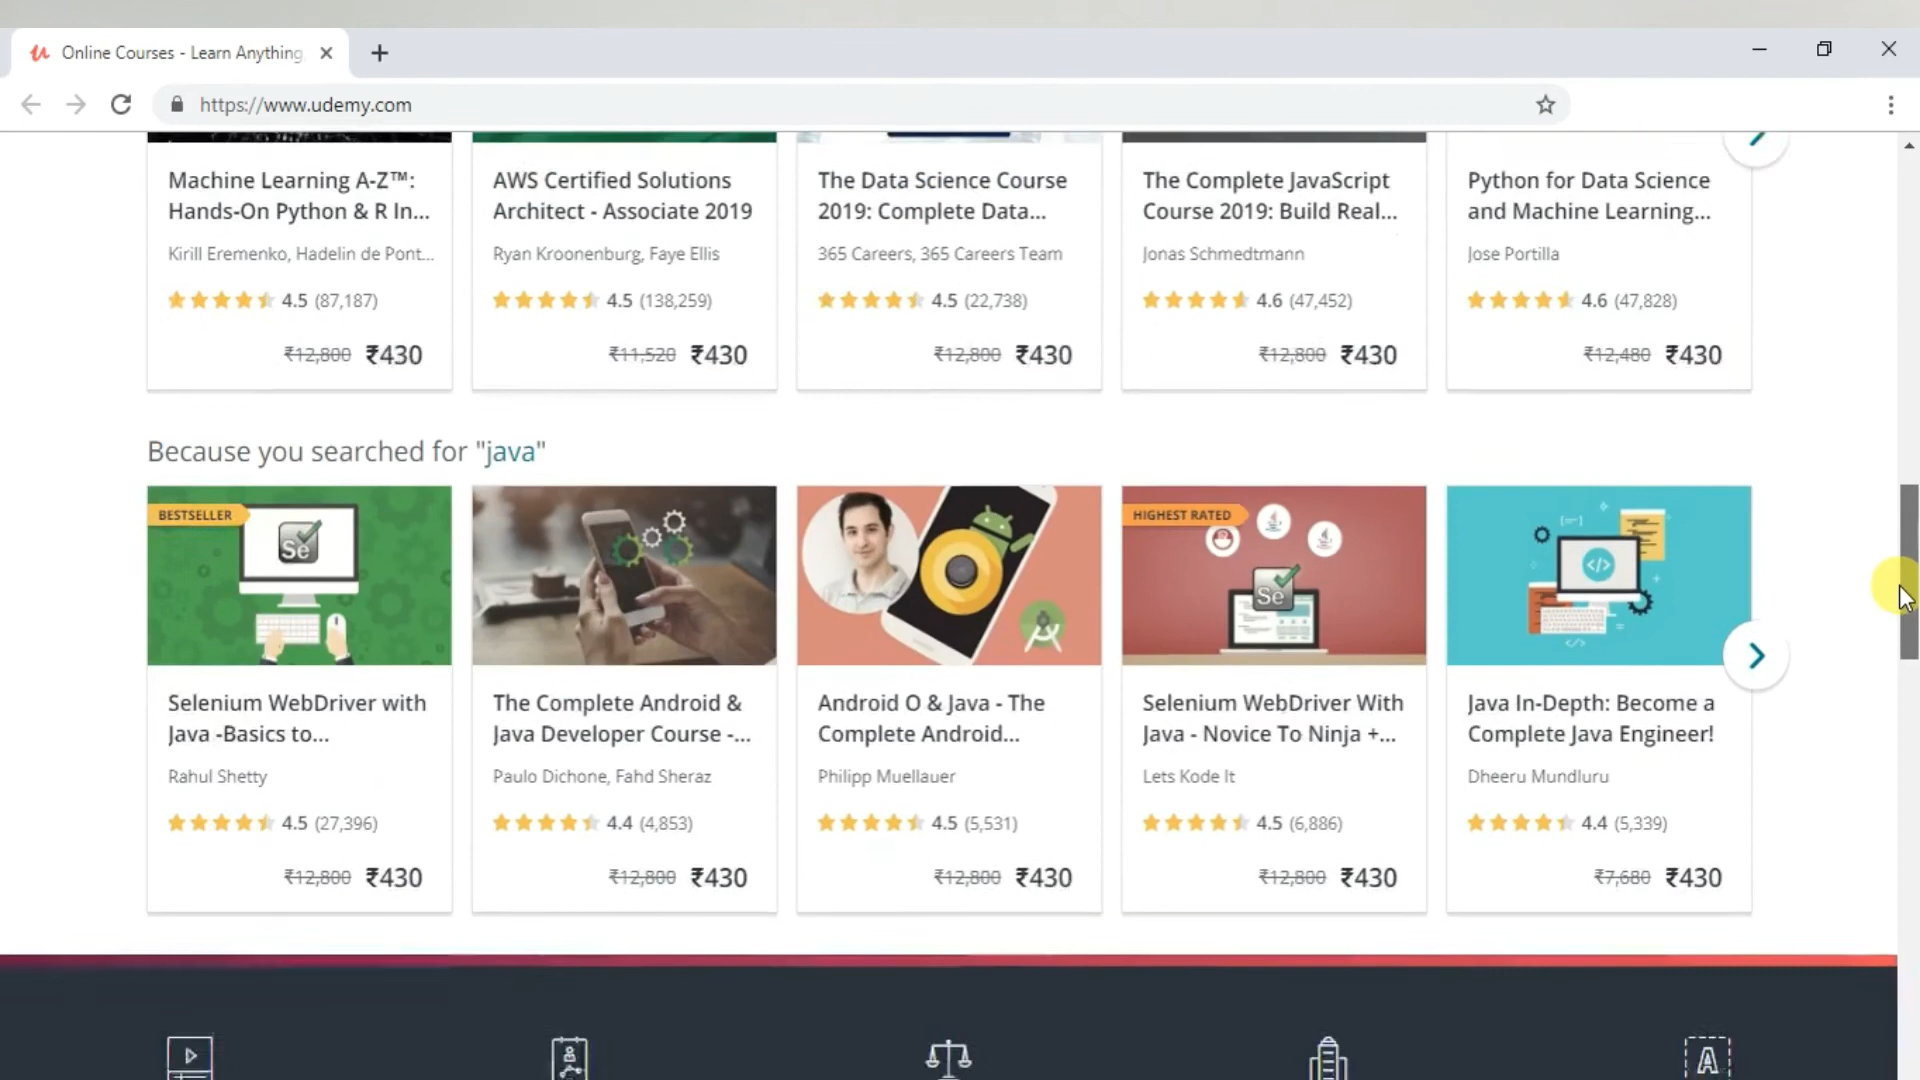 Online Courses - Learn Anything
https://www.udemy.com
Machine Learning A-Z™:
Hands-On Python & R In...
Kirill Eremenko, Hadelin de Pont...
4.5 (87,187)
₹12,800 ₹430
AWS Certified Solutions
Architect - Associate 2019
Ryan Kroonenburg, Faye Ellis
4.5 (138,259)
₹11,520 ₹430
The Data Science Course
2019: Complete Data...
365 Careers, 365 Careers Team
4.5 (22,738)
₹12,800 ₹430
The Complete JavaScript
Course 2019: Build Real...
Jonas Schmedtmann
4.6 (47,452)
₹12,800 ₹430
Python for Data Science
and Machine Learning...
Jose Portilla
4.6 (47,828)
₹12,480 ₹430
Because you searched for "java"
BESTSELLER
Se
Selenium WebDriver with
Java -Basics to...
Rahul Shetty
4.5 (27,396)
₹12,800 ₹430
The Complete Android &
Java Developer Course -...
Paulo Dichone, Fahd Sheraz
4.4 (4,853)
₹12,800 ₹430
Android O & Java - The
Complete Android...
Philipp Muellauer
4.5 (5,531)
₹12,800 ₹430
HIGHEST RATED
Se
Selenium WebDriver With
Java - Novice To Ninja +...
Lets Kode It
4.5 (6,886)
₹12,800 ₹430
</>
Java In-Depth: Become a
Complete Java Engineer!
Dheeru Mundluru
4.4 (5,339)
₹7,680 ₹430
A